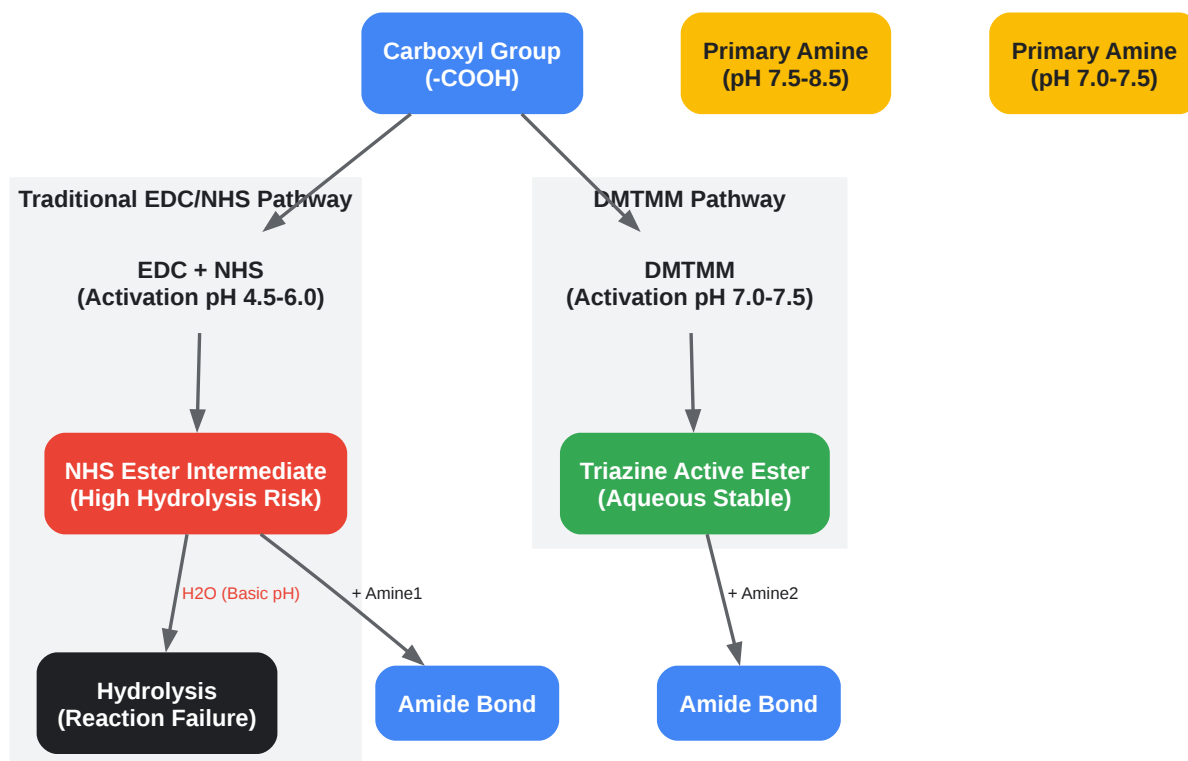 Carboxyl Group
(-COOH)
Primary Amine
(pH 7.5-8.5)
Primary Amine
(pH 7.0-7.5)
Traditional EDC/NHS Pathway
DMTMM Pathway
EDC + NHS
(Activation pH 4.5-6.0)
DMTMM
(Activation pH 7.0-7.5)
NHS Ester Intermediate
(High Hydrolysis Risk)
Triazine Active Ester
(Aqueous Stable)
H2O (Basic pH)
+ Amine1
+ Amine2
Hydrolysis
(Reaction Failure)
Amide Bond
Amide Bond